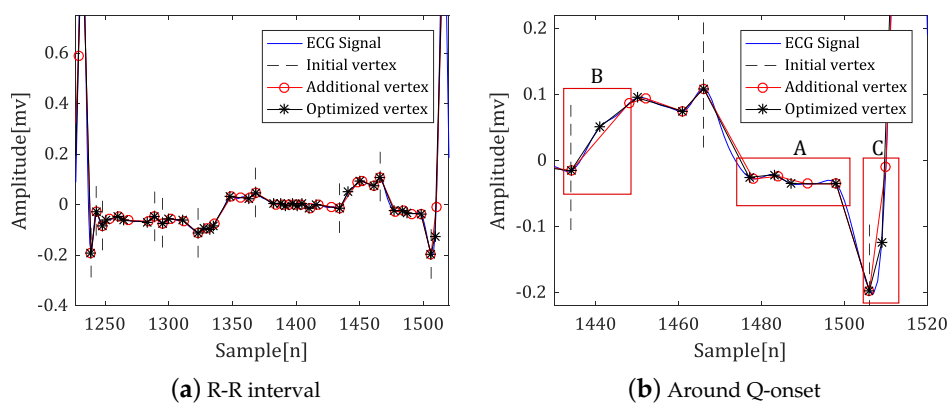 0.6
0.4
0.2
0
-0.2
-0.4
Amplitude[mv]
1250
1300
1350
1400
1450
1500
Sample[n]
ECG Signal
Initial vertex
Additional vertex
Optimized vertex
(a) R-R interval
0.2
0.1
0
-0.1
-0.2
Amplitude[mv]
1440
1460
1480
1500
1520
Sample[n]
ECG Signal
Initial vertex
Additional vertex
Optimized vertex
B
A
C
(b) Around Q-onset